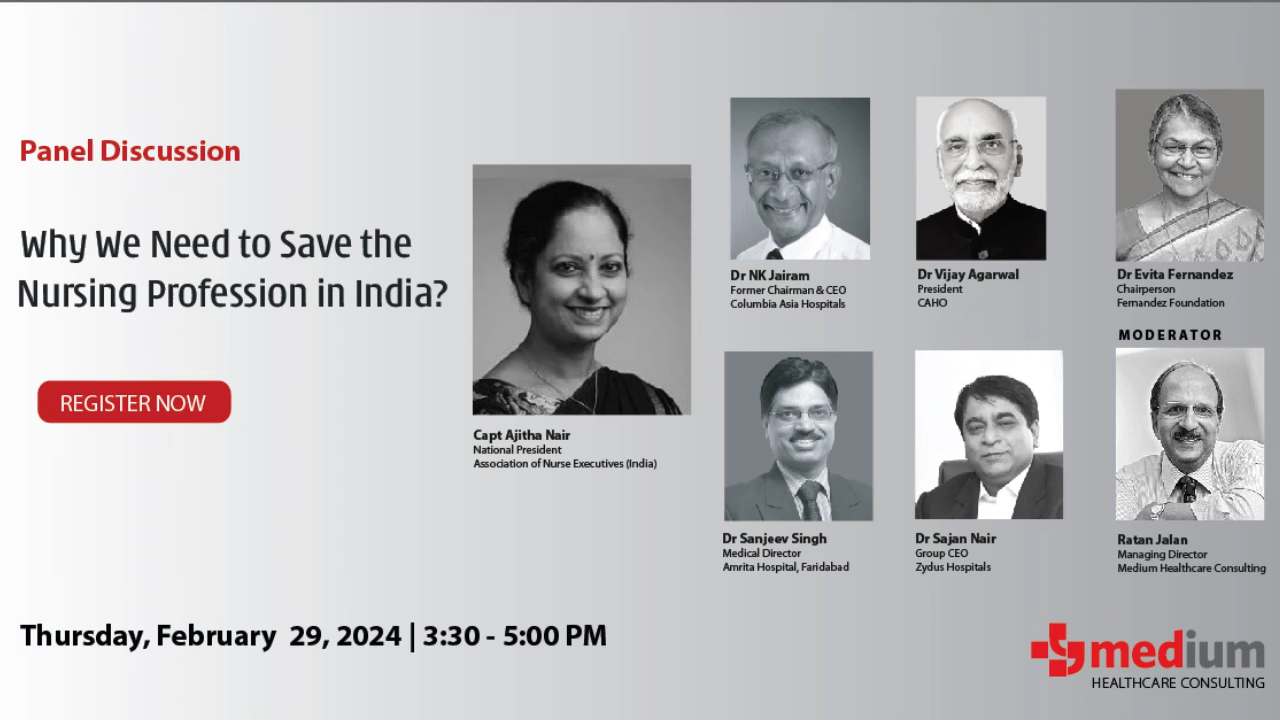 Panel Discussion
Why We Need to Save the
Nursing Profession in India?
REGISTER NOW
Capt Ajitha Nair
National President
Association of Nurse Executives (India)
Dr NK Jairam
Former Chairman & CEO
Columbia Asia Hospitals
Dr Vijay Agarwal
President
CAHO
Dr Evita Fernandez
Chairperson
Fernandez Foundation
Dr Sanjeev Singh
Medical Director
Amrita Hospital, Faridabad
Dr Sajan Nair
Group CEO
Zydus Hospitals
MODERATOR
Ratan Jalan
Managing Director
Medium Healthcare Consulting
Thursday, February 29, 2024 | 3:30 - 5:00 PM
medium
HEALTHCARE CONSULTING